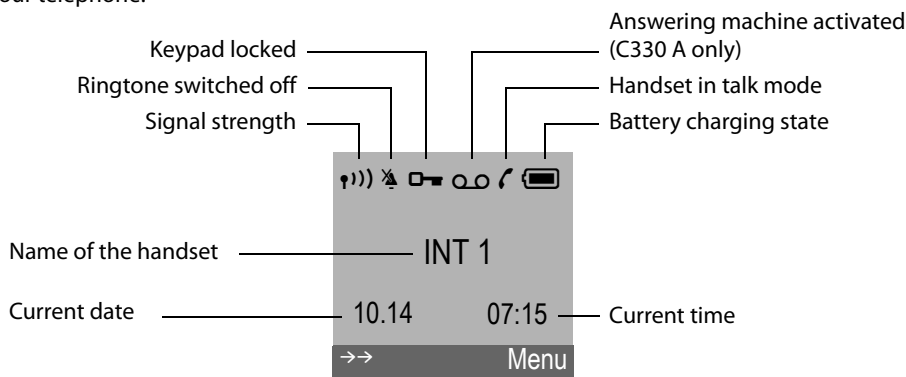 our telephone.
Answering machine activated
(C330 A only)
Keypad locked
Ringtone switched off
Handset in talk mode
Signal strength
Battery charging state
Name of the handset
INT 1
Current date
10.14
07:15
Current time
→→ Menu